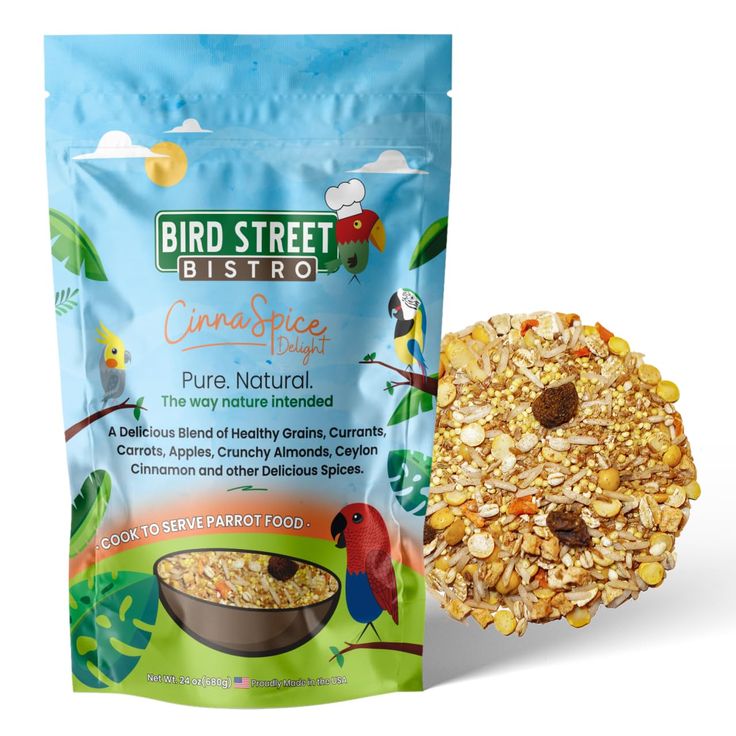 BIRD STREET
BISTRO
CinnaSpice
Delight
Pure. Natural.
The way nature intended
A Delicious Blend of Healthy Grains, Currants,
Carrots, Apples, Crunchy Almonds, Ceylon
Cinnamon and other Delicious Spices.
• COOK TO SERVE PARROT FOOD •
Net Wt. 24 oz(680g) Proudly Made in the USA